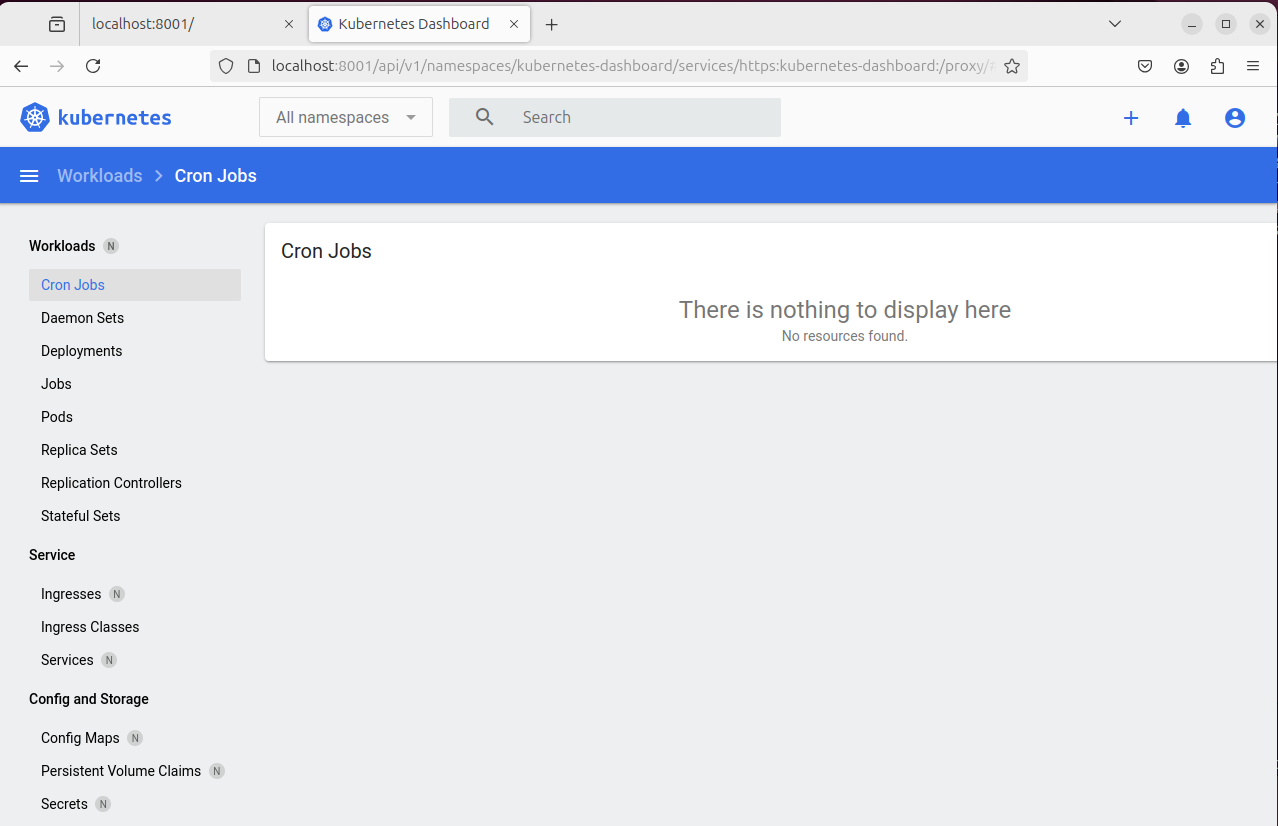 localhost:8001/
Kubernetes Dashboard
localhost:8001/api/v1/namespaces/kubernetes-dashboard/services/https:kubernetes-dashboard:/proxy/#
kubernetes
All namespaces
Search
Workloads > Cron Jobs
Workloads N
Cron Jobs
Daemon Sets
Deployments
Jobs
Pods
Replica Sets
Replication Controllers
Stateful Sets
Service
Ingresses N
Ingress Classes
Services N
Config and Storage
Config Maps N
Persistent Volume Claims N
Secrets N
Cron Jobs
There is nothing to display here
No resources found.